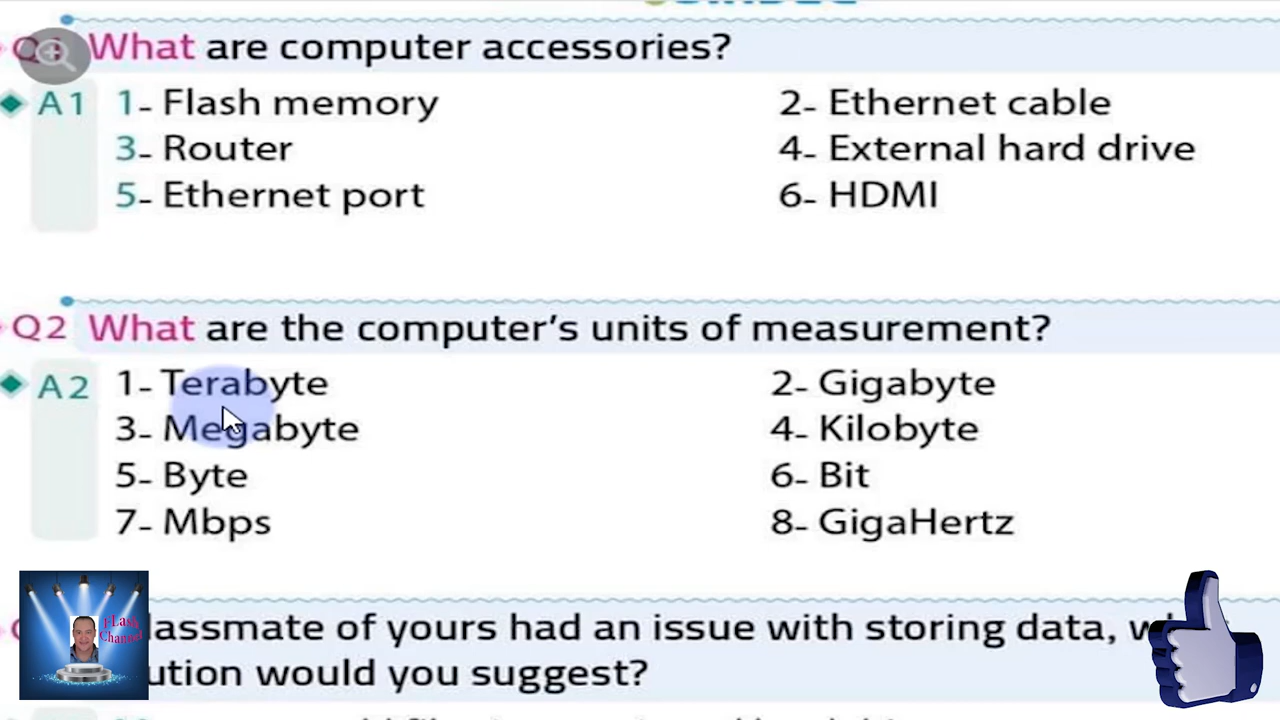 What are computer accessories?
A1 1- Flash memory 2- Ethernet cable
3- Router 4- External hard drive
5- Ethernet port 6- HDMI
Q2 What are the computer's units of measurement?
A2 1- Terabyte 2- Gigabyte
3- Megabyte 4- Kilobyte
5- Byte 6- Bit
7- Mbps 8- GigaHertz
assmate of yours had an issue with storing data,
ution would you suggest?
Flash
Channel